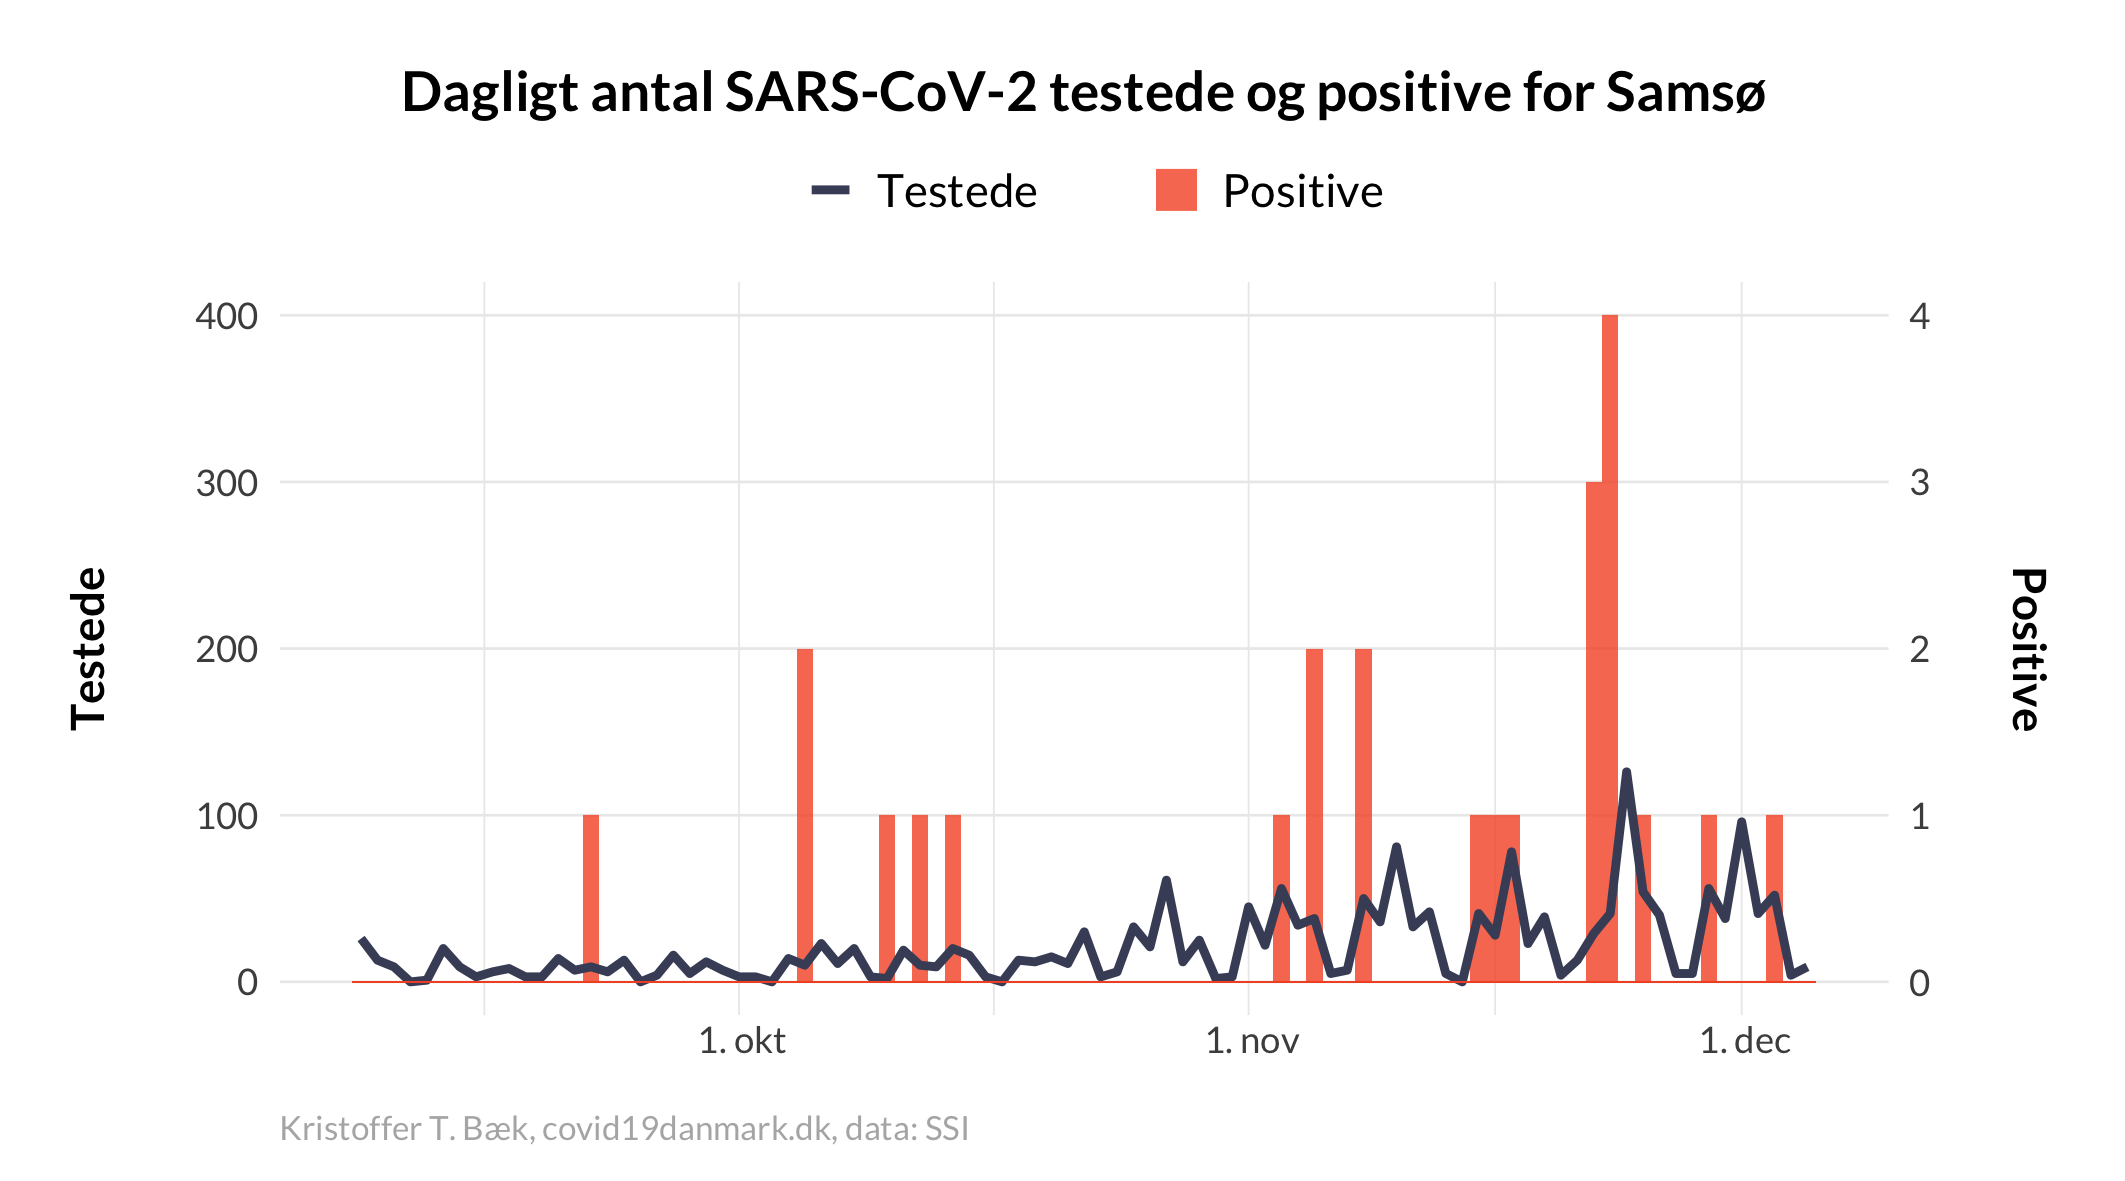 Dagligt antal SARS-CoV-2 testede og positive for Samsø
Testede Positive
400 4
300 3
200 2
100 1
0 0
Testede
Positive
1. okt 1. nov 1. dec
Kristoffer T. Bæk, covid19danmark.dk, data: SSI